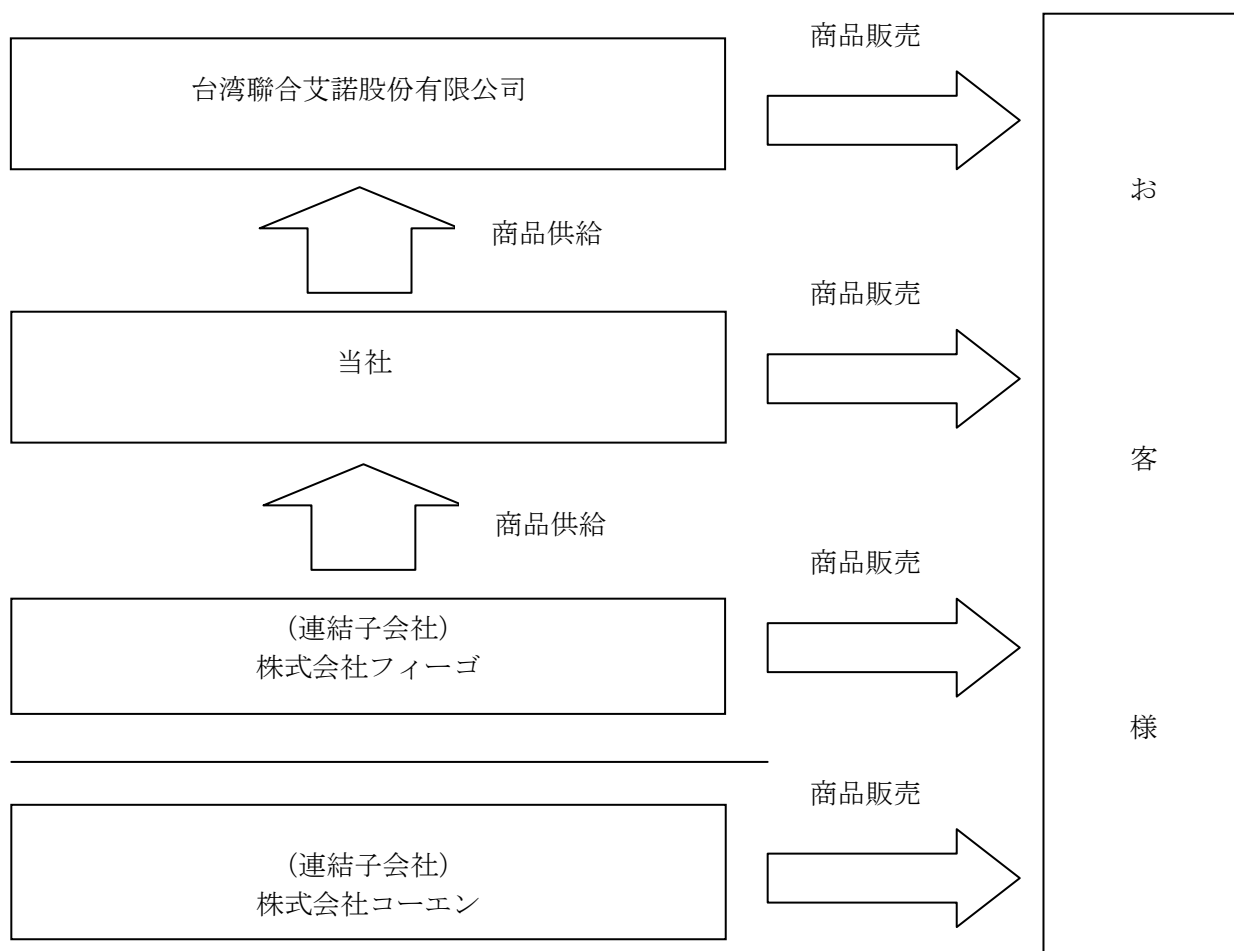 商品販売
台湾聯合艾諾股份有限公司
商品供給
商品販売
当社
商品供給
商品販売
(連結子会社)
株式会社フィーゴ
商品販売
(連結子会社)
株式会社コーエン
お
客
様